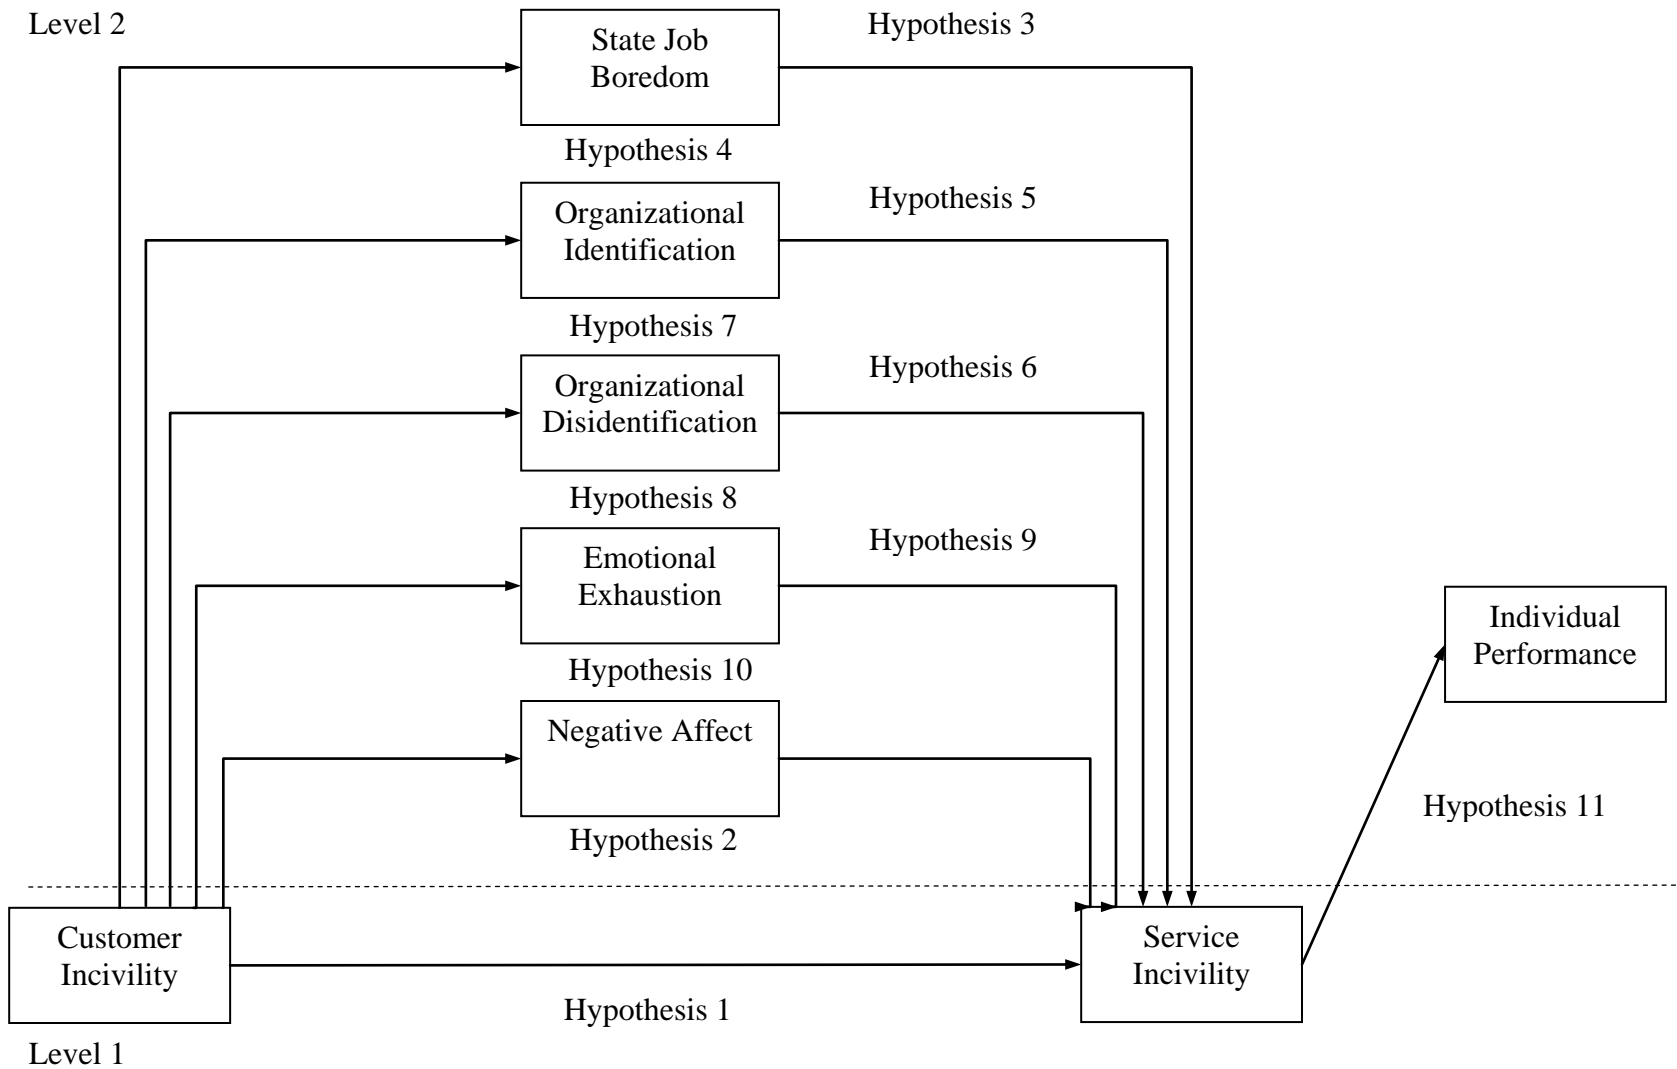 Level 2
State Job
Boredom
Hypothesis 3
Hypothesis 4
Organizational
Identification
Hypothesis 5
Hypothesis 7
Organizational
Disidentification
Hypothesis 6
Hypothesis 8
Emotional
Exhaustion
Hypothesis 9
Hypothesis 10
Individual
Performance
Negative Affect
Hypothesis 2
Hypothesis 11
Customer
Incivility
Service
Incivility
Hypothesis 1
Level 1